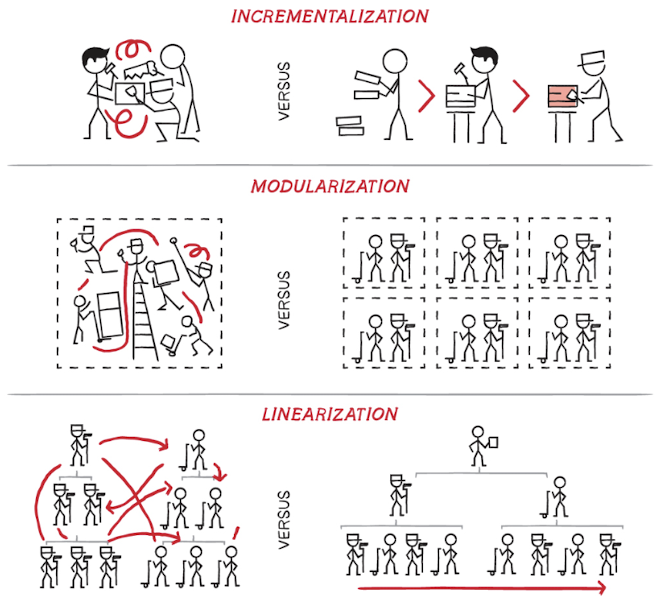 INCREMENTALIZATION
VERSUS
MODULARIZATION
VERSUS
LINEARIZATION
VERSUS